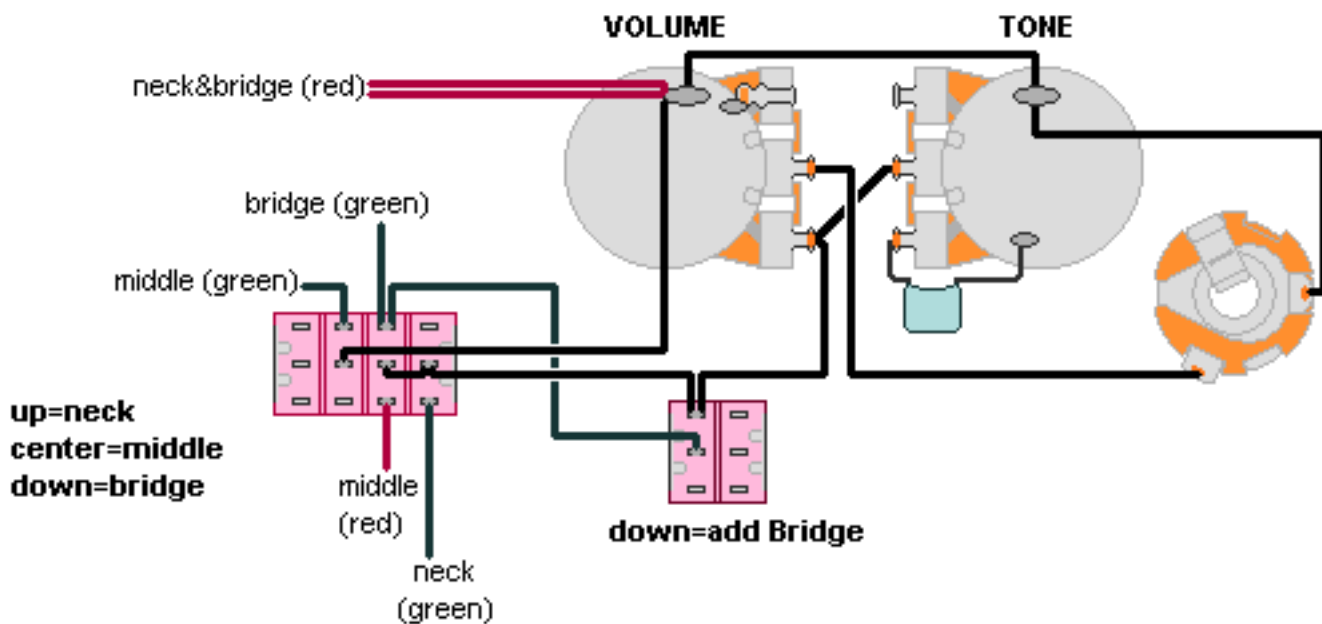 VOLUME
TONE
neck&bridge (red)
bridge (green)
middle (green)
up=neck
center=middle
down=bridge
middle
(red)
down=add Bridge
neck
(green)